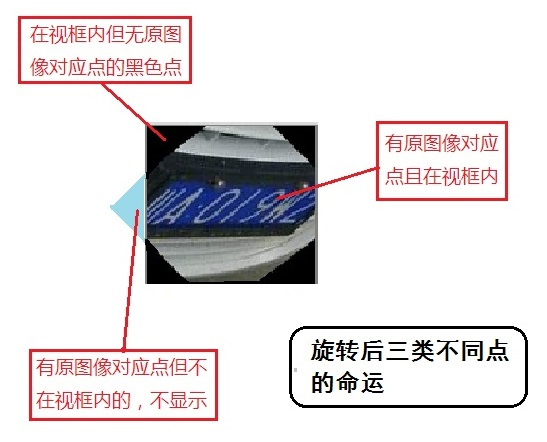 在视框内但无原图
像对应点的黑色点
有原图像对应
点且在视框内
有原图像对应点但不
在视框内的，不显示
旋转后三类不同点
的命运